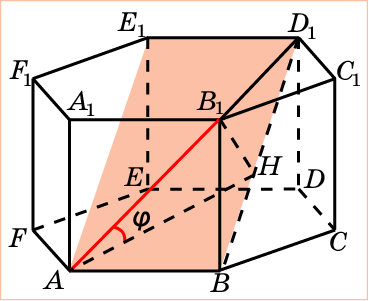 E₁ D₁
F₁ C₁
A₁ B₁
E H D
φ
F C
A B